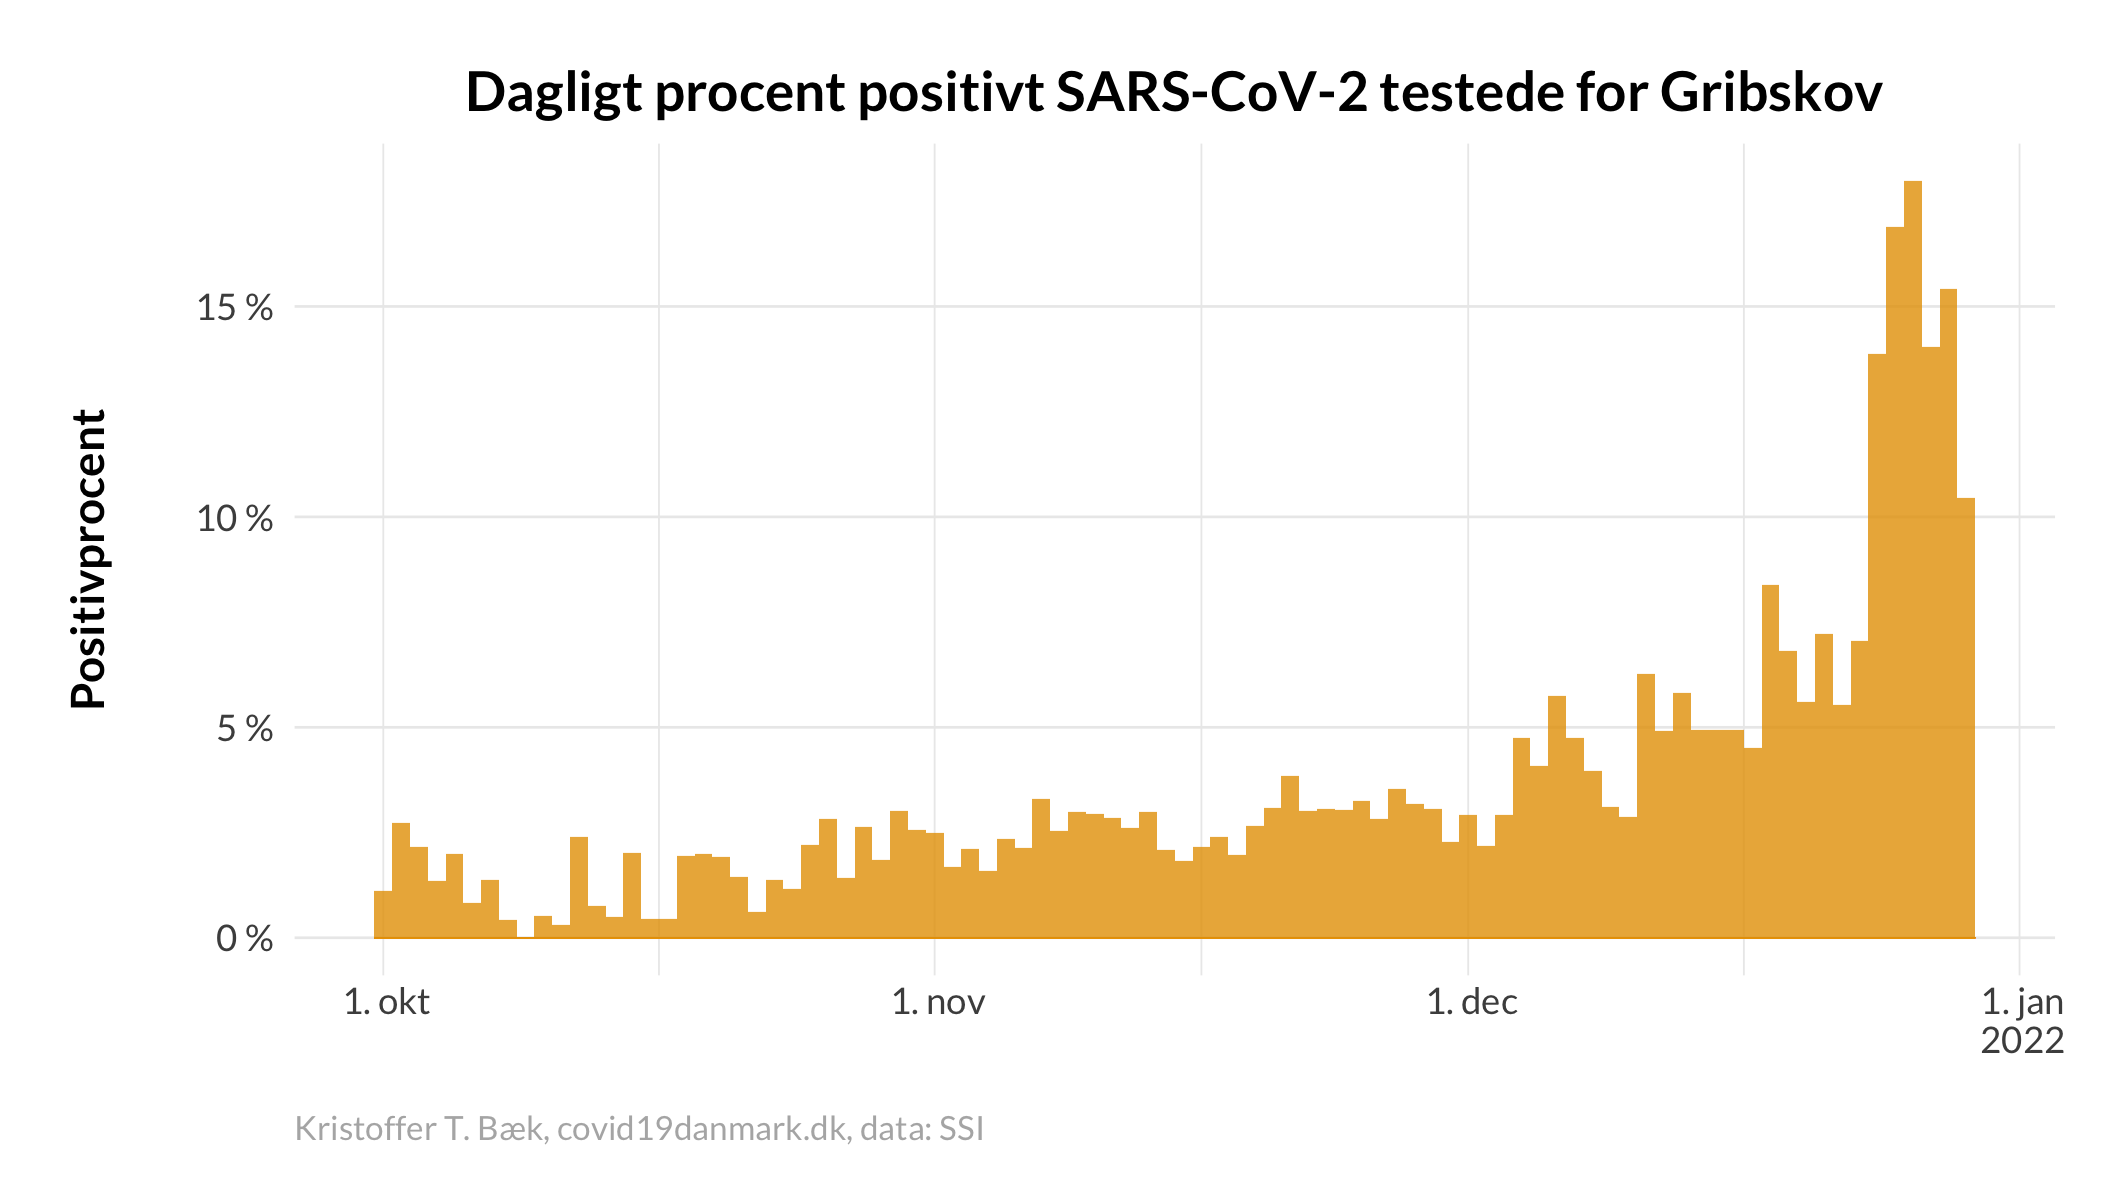 Dagligt procent positivt SARS-CoV-2 testede for Gribskov
Positivprocent
15 %
10 %
5 %
0 %
1. okt
1. nov
1. dec
1. jan
2022
Kristoffer T. Bæk, covid19danmark.dk, data: SSI